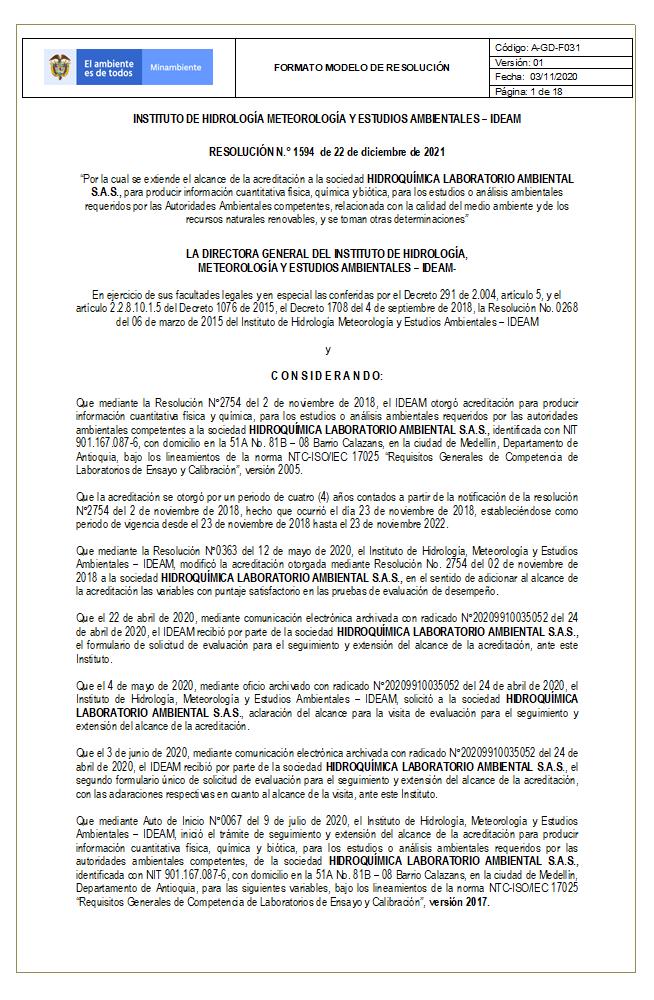 El ambiente
es de todos
Minambiente
FORMATO MODELO DE RESOLUCIÓN
Código: A-GD-F031
Versión: 01
Fecha: 03/11/2020
Página: 1 de 18
INSTITUTO DE HIDROLOGÍA METEOROLOGÍA Y ESTUDIOS AMBIENTALES – IDEAM
RESOLUCIÓN N.° 1594 de 22 de diciembre de 2021
“Por la cual se extiende el alcance de la acreditación a la sociedad HIDROQUÍMICA LABORATORIO AMBIENTAL
S.A.S., para producir información cuantitativa física, química y biótica, para los estudios o análisis ambientales
requeridos por las Autoridades Ambientales competentes, relacionada con la calidad del medio ambiente y de los
recursos naturales renovables, y se toman otras determinaciones”
LA DIRECTORA GENERAL DEL INSTITUTO DE HIDROLOGÍA,
METEOROLOGÍA Y ESTUDIOS AMBIENTALES – IDEAM-
En ejercicio de sus facultades legales y en especial las conferidas por el Decreto 291 de 2.004, artículo 5, y el
artículo 2.2.8.10.1.5 del Decreto 1076 de 2015, el Decreto 1708 del 4 de septiembre de 2018, la Resolución No. 0268
del 06 de marzo de 2015 del Instituto de Hidrología Meteorología y Estudios Ambientales – IDEAM
y
C O N S I D E R A N D O:
Que mediante la Resolución N°2754 del 2 de noviembre de 2018, el IDEAM otorgó acreditación para producir
información cuantitativa física y química, para los estudios o análisis ambientales requeridos por las autoridades
ambientales competentes a la sociedad HIDROQUÍMICA LABORATORIO AMBIENTAL S.A.S., identificada con NIT
901.167.087-6, con domicilio en la 51A No. 81B – 08 Barrio Calazans, en la ciudad de Medellín, Departamento de
Antioquia, bajo los lineamientos de la norma NTC-ISO/IEC 17025 “Requisitos Generales de Competencia de
Laboratorios de Ensayo y Calibración”, versión 2005.
Que la acreditación se otorgó por un periodo de cuatro (4) años contados a partir de la notificación de la resolución
N°2754 del 2 de noviembre de 2018, hecho que ocurrió el día 23 de noviembre de 2018, estableciéndose como
periodo de vigencia desde el 23 de noviembre de 2018 hasta el 23 de noviembre 2022.
Que mediante la Resolución N°0363 del 12 de mayo de 2020, el Instituto de Hidrología, Meteorología y Estudios
Ambientales – IDEAM, modificó la acreditación otorgada mediante Resolución No. 2754 del 02 de noviembre de
2018 a la sociedad HIDROQUÍMICA LABORATORIO AMBIENTAL S.A.S., en el sentido de adicionar al alcance de
la acreditación las variables con puntaje satisfactorio en las pruebas de evaluación de desempeño.
Que el 22 de abril de 2020, mediante comunicación electrónica archivada con radicado N°20209910035052 del 24
de abril de 2020, el IDEAM recibió por parte de la sociedad HIDROQUÍMICA LABORATORIO AMBIENTAL S.A.S.,
el formulario de solicitud de evaluación para el seguimiento y extensión del alcance de la acreditación, ante este
Instituto.
Que el 4 de mayo de 2020, mediante oficio archivado con radicado N°20209910035052 del 24 de abril de 2020, el
Instituto de Hidrología, Meteorología y Estudios Ambientales – IDEAM, solicitó a la sociedad HIDROQUÍMICA
LABORATORIO AMBIENTAL S.A.S., aclaración del alcance para la visita de evaluación para el seguimiento y
extensión del alcance de la acreditación.
Que el 3 de junio de 2020, mediante comunicación electrónica archivada con radicado N°20209910035052 del 24 de
abril de 2020, el IDEAM recibió por parte de la sociedad HIDROQUÍMICA LABORATORIO AMBIENTAL S.A.S., el
segundo formulario único de solicitud de evaluación para el seguimiento y extensión del alcance de la acreditación,
con las aclaraciones respectivas en cuanto al alcance de la visita, ante este Instituto.
Que mediante Auto de Inicio N°0067 del 9 de julio de 2020, el Instituto de Hidrología, Meteorología y Estudios
Ambientales – IDEAM, inició el trámite de seguimiento y extensión del alcance de la acreditación para producir
información cuantitativa física, química y biótica, para los estudios o análisis ambientales requeridos por las
autoridades ambientales competentes, de la sociedad HIDROQUÍMICA LABORATORIO AMBIENTAL S.A.S.,
identificada con NIT 901.167.087-6, con domicilio en la 51A No. 81B – 08 Barrio Calazans, en la ciudad de Medellín,
Departamento de Antioquia, para las siguientes variables, bajo los lineamientos de la norma NTC-ISO/IEC 17025
“Requisitos Generales de Competencia de Laboratorios de Ensayo y Calibración”, versión 2017.